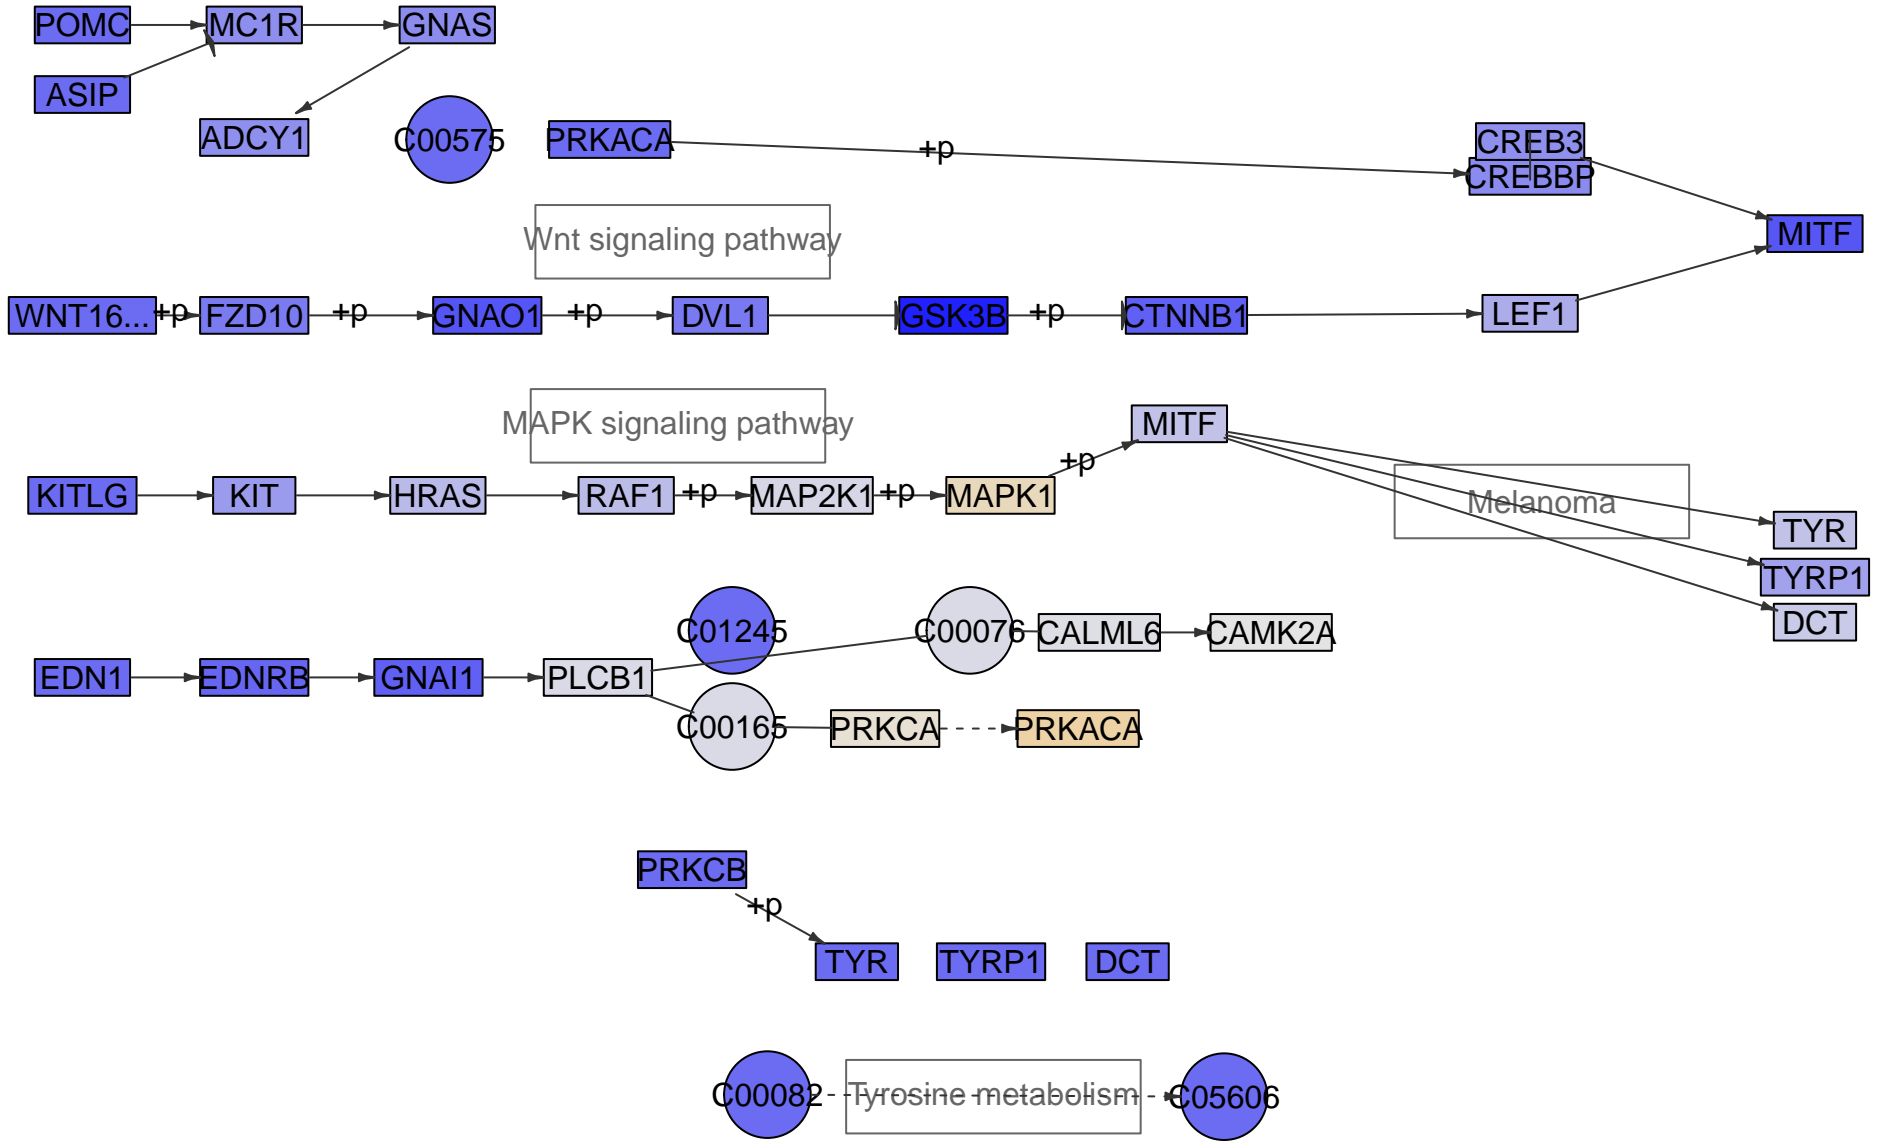 POMC MC1R GNAS
ASIP
ADCY1 C00575 PRKACA +p CREB3
CREBBP
Wnt signaling pathway MITF
WNT16... +p FZD10 +p GNAO1 +p DVL1 GSK3B +p CTNNB1 LEF1
MAPK signaling pathway MITF
+p
KITLG KIT HRAS RAF1 +p MAP2K1 +p MAPK1 Melanoma
TYR
TYRP1
C01245 C00076 CALML6 CAMK2A DCT
EDN1 EDNRB GNAI1 PLCB1
C00165 PRKCA PRKACA
PRKCB
+p
TYR TYRP1 DCT
C00082 Tyrosine metabolism C05606